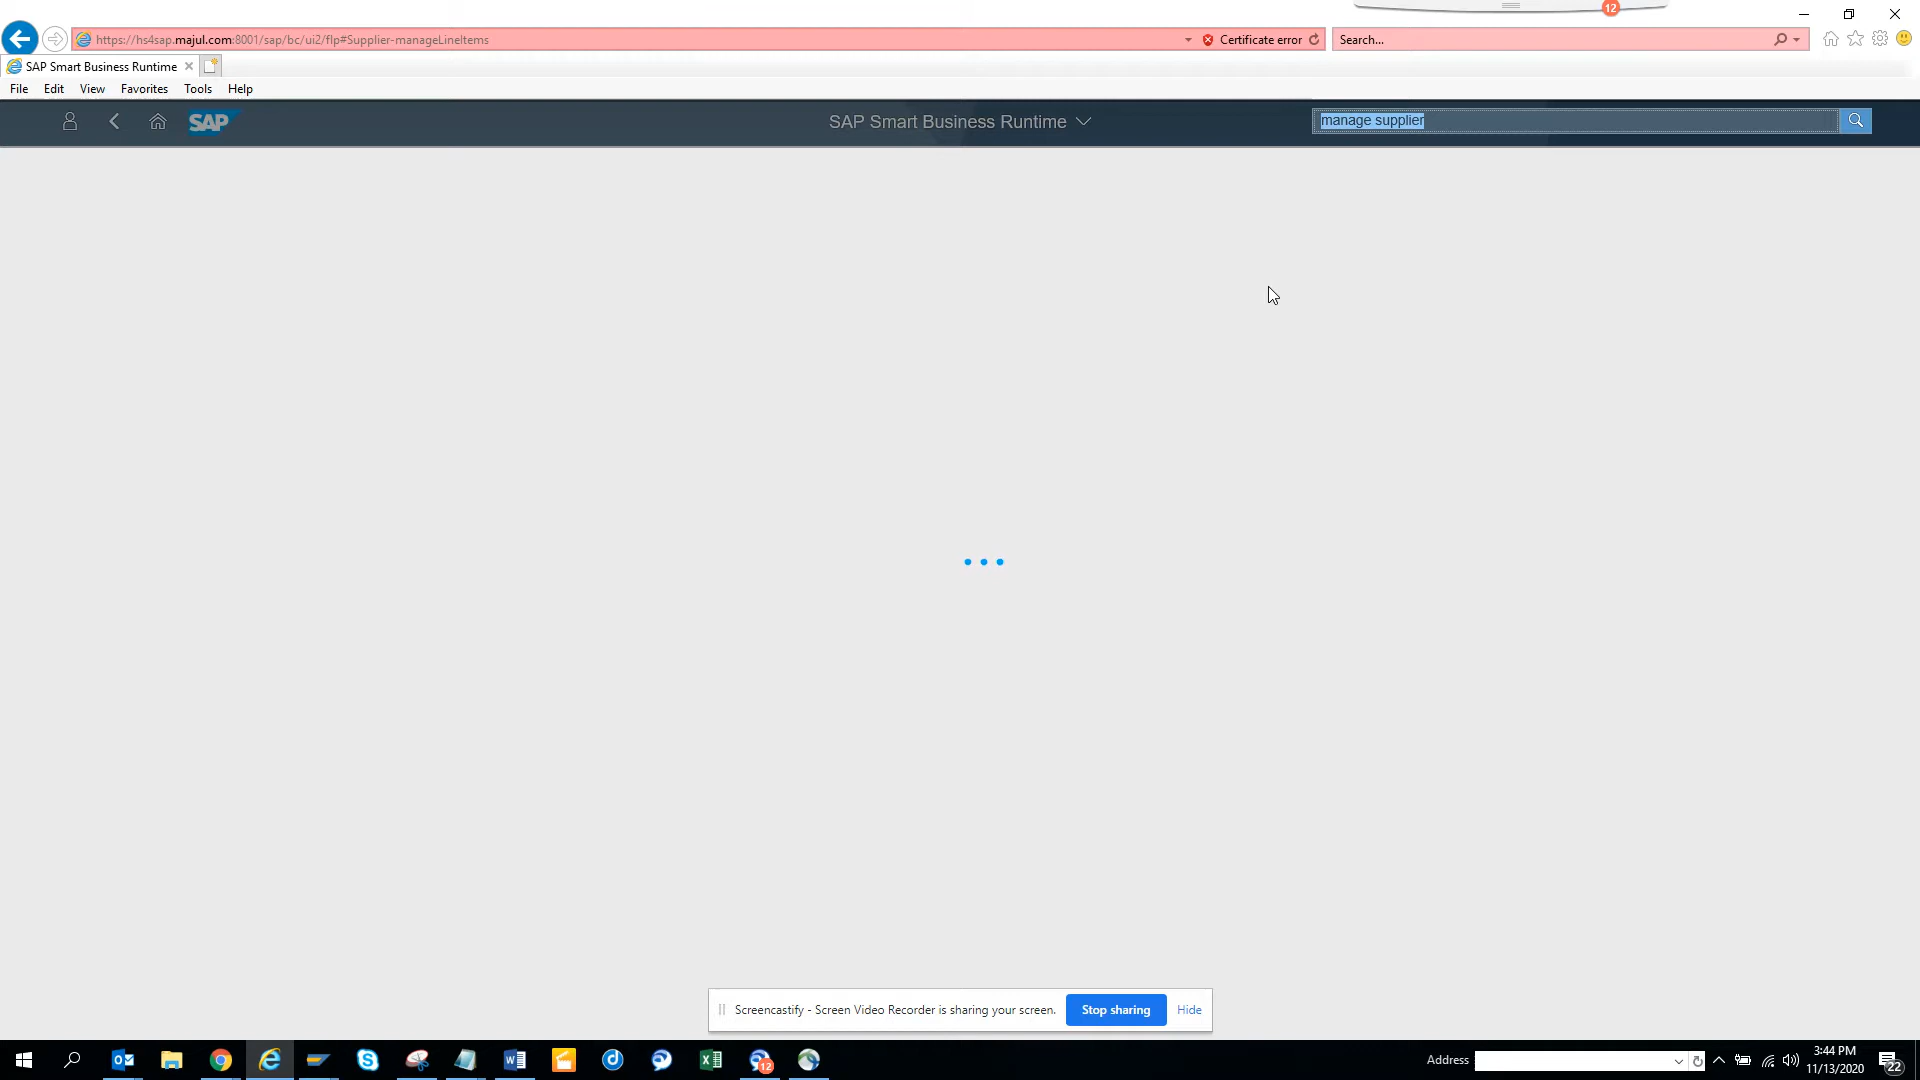 12
https://hs4sap.majul.com:8001/sap/bc/ui2/flp#Supplier-manageLineItems
Certificate error
Search...
SAP Smart Business Runtime
File Edit View Favorites Tools Help
SAP
SAP Smart Business Runtime
manage supplier
Screencastify - Screen Video Recorder is sharing your screen.
Stop sharing
Hide
12
Address
3:44 PM
11/13/2020
22